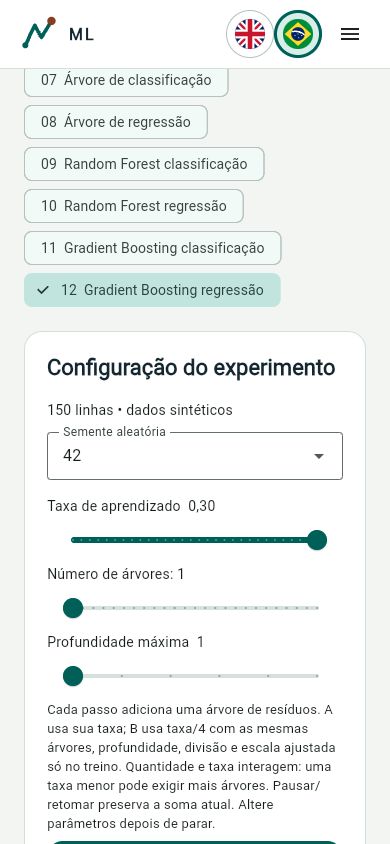 ML
07 Árvore de classificação
08 Árvore de regressão
09 Random Forest classificação
10 Random Forest regressão
11 Gradient Boosting classificação
12 Gradient Boosting regressão
Configuração do experimento
150 linhas • dados sintéticos
Semente aleatória
42
Taxa de aprendizado 0,30
Número de árvores: 1
Profundidade máxima 1
Cada passo adiciona uma árvore de resíduos. A
usa sua taxa; B usa taxa/4 com as mesmas
árvores, profundidade, divisão e escala ajustada
só no treino. Quantidade e taxa interagem: uma
taxa menor pode exigir mais árvores. Pausar/
retomar preserva a soma atual. Altere
parâmetros depois de parar.